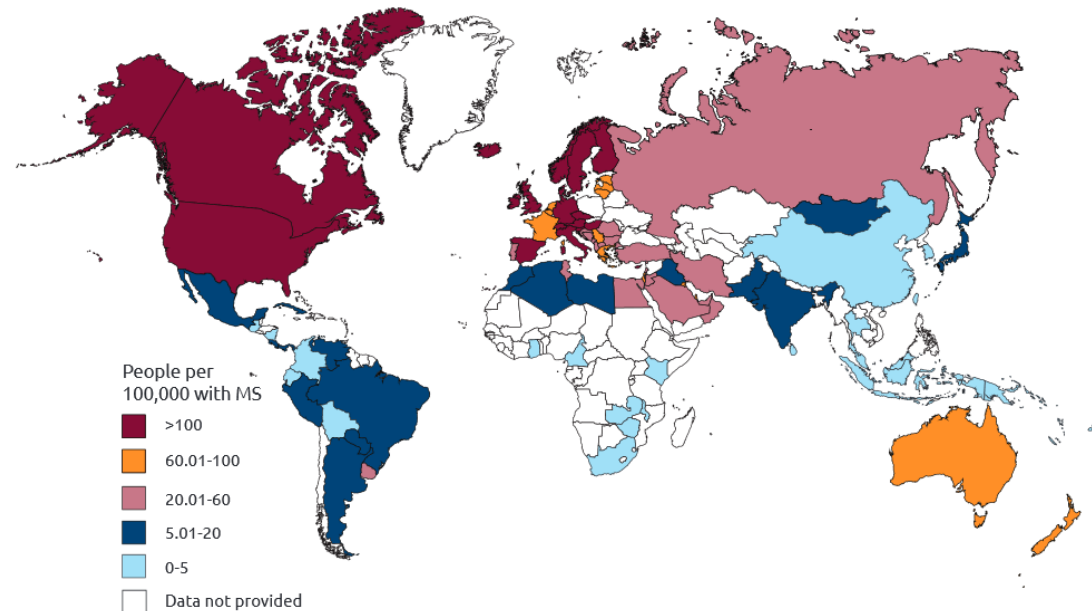 People per
100,000 with MS
>100
60.01-100
20.01-60
5.01-20
0-5
Data not provided